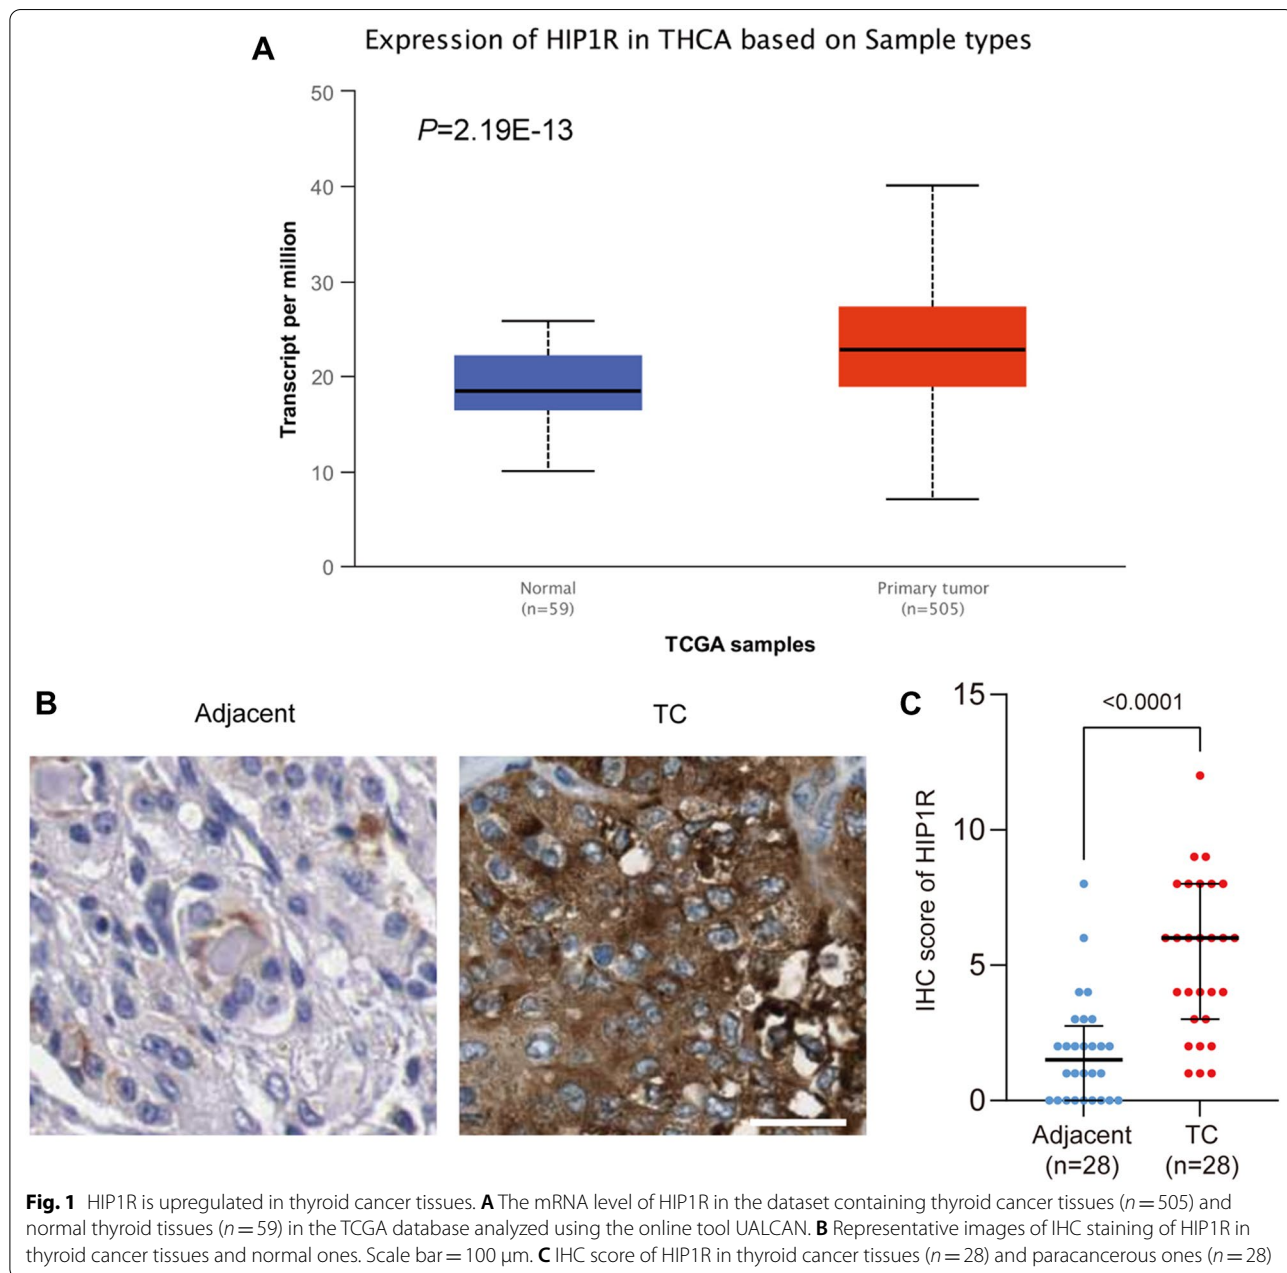 A
Expression of HIP1R in THCA based on Sample types
P=2.19E-13
Transcript per million
50
40
30
20
10
0
Normal
(n=59)
Primary tumor
(n=505)
TCGA samples
B
Adjacent
TC
C
<0.0001
IHC score of HIP1R
15
10
5
0
Adjacent
(n=28)
TC
(n=28)
Fig. 1 HIP1R is upregulated in thyroid cancer tissues. A The mRNA level of HIP1R in the dataset containing thyroid cancer tissues (n = 505) and
normal thyroid tissues (n = 59) in the TCGA database analyzed using the online tool UALCAN. B Representative images of IHC staining of HIP1R in
thyroid cancer tissues and normal ones. Scale bar = 100 μm. C IHC score of HIP1R in thyroid cancer tissues (n = 28) and paracancerous ones (n = 28)